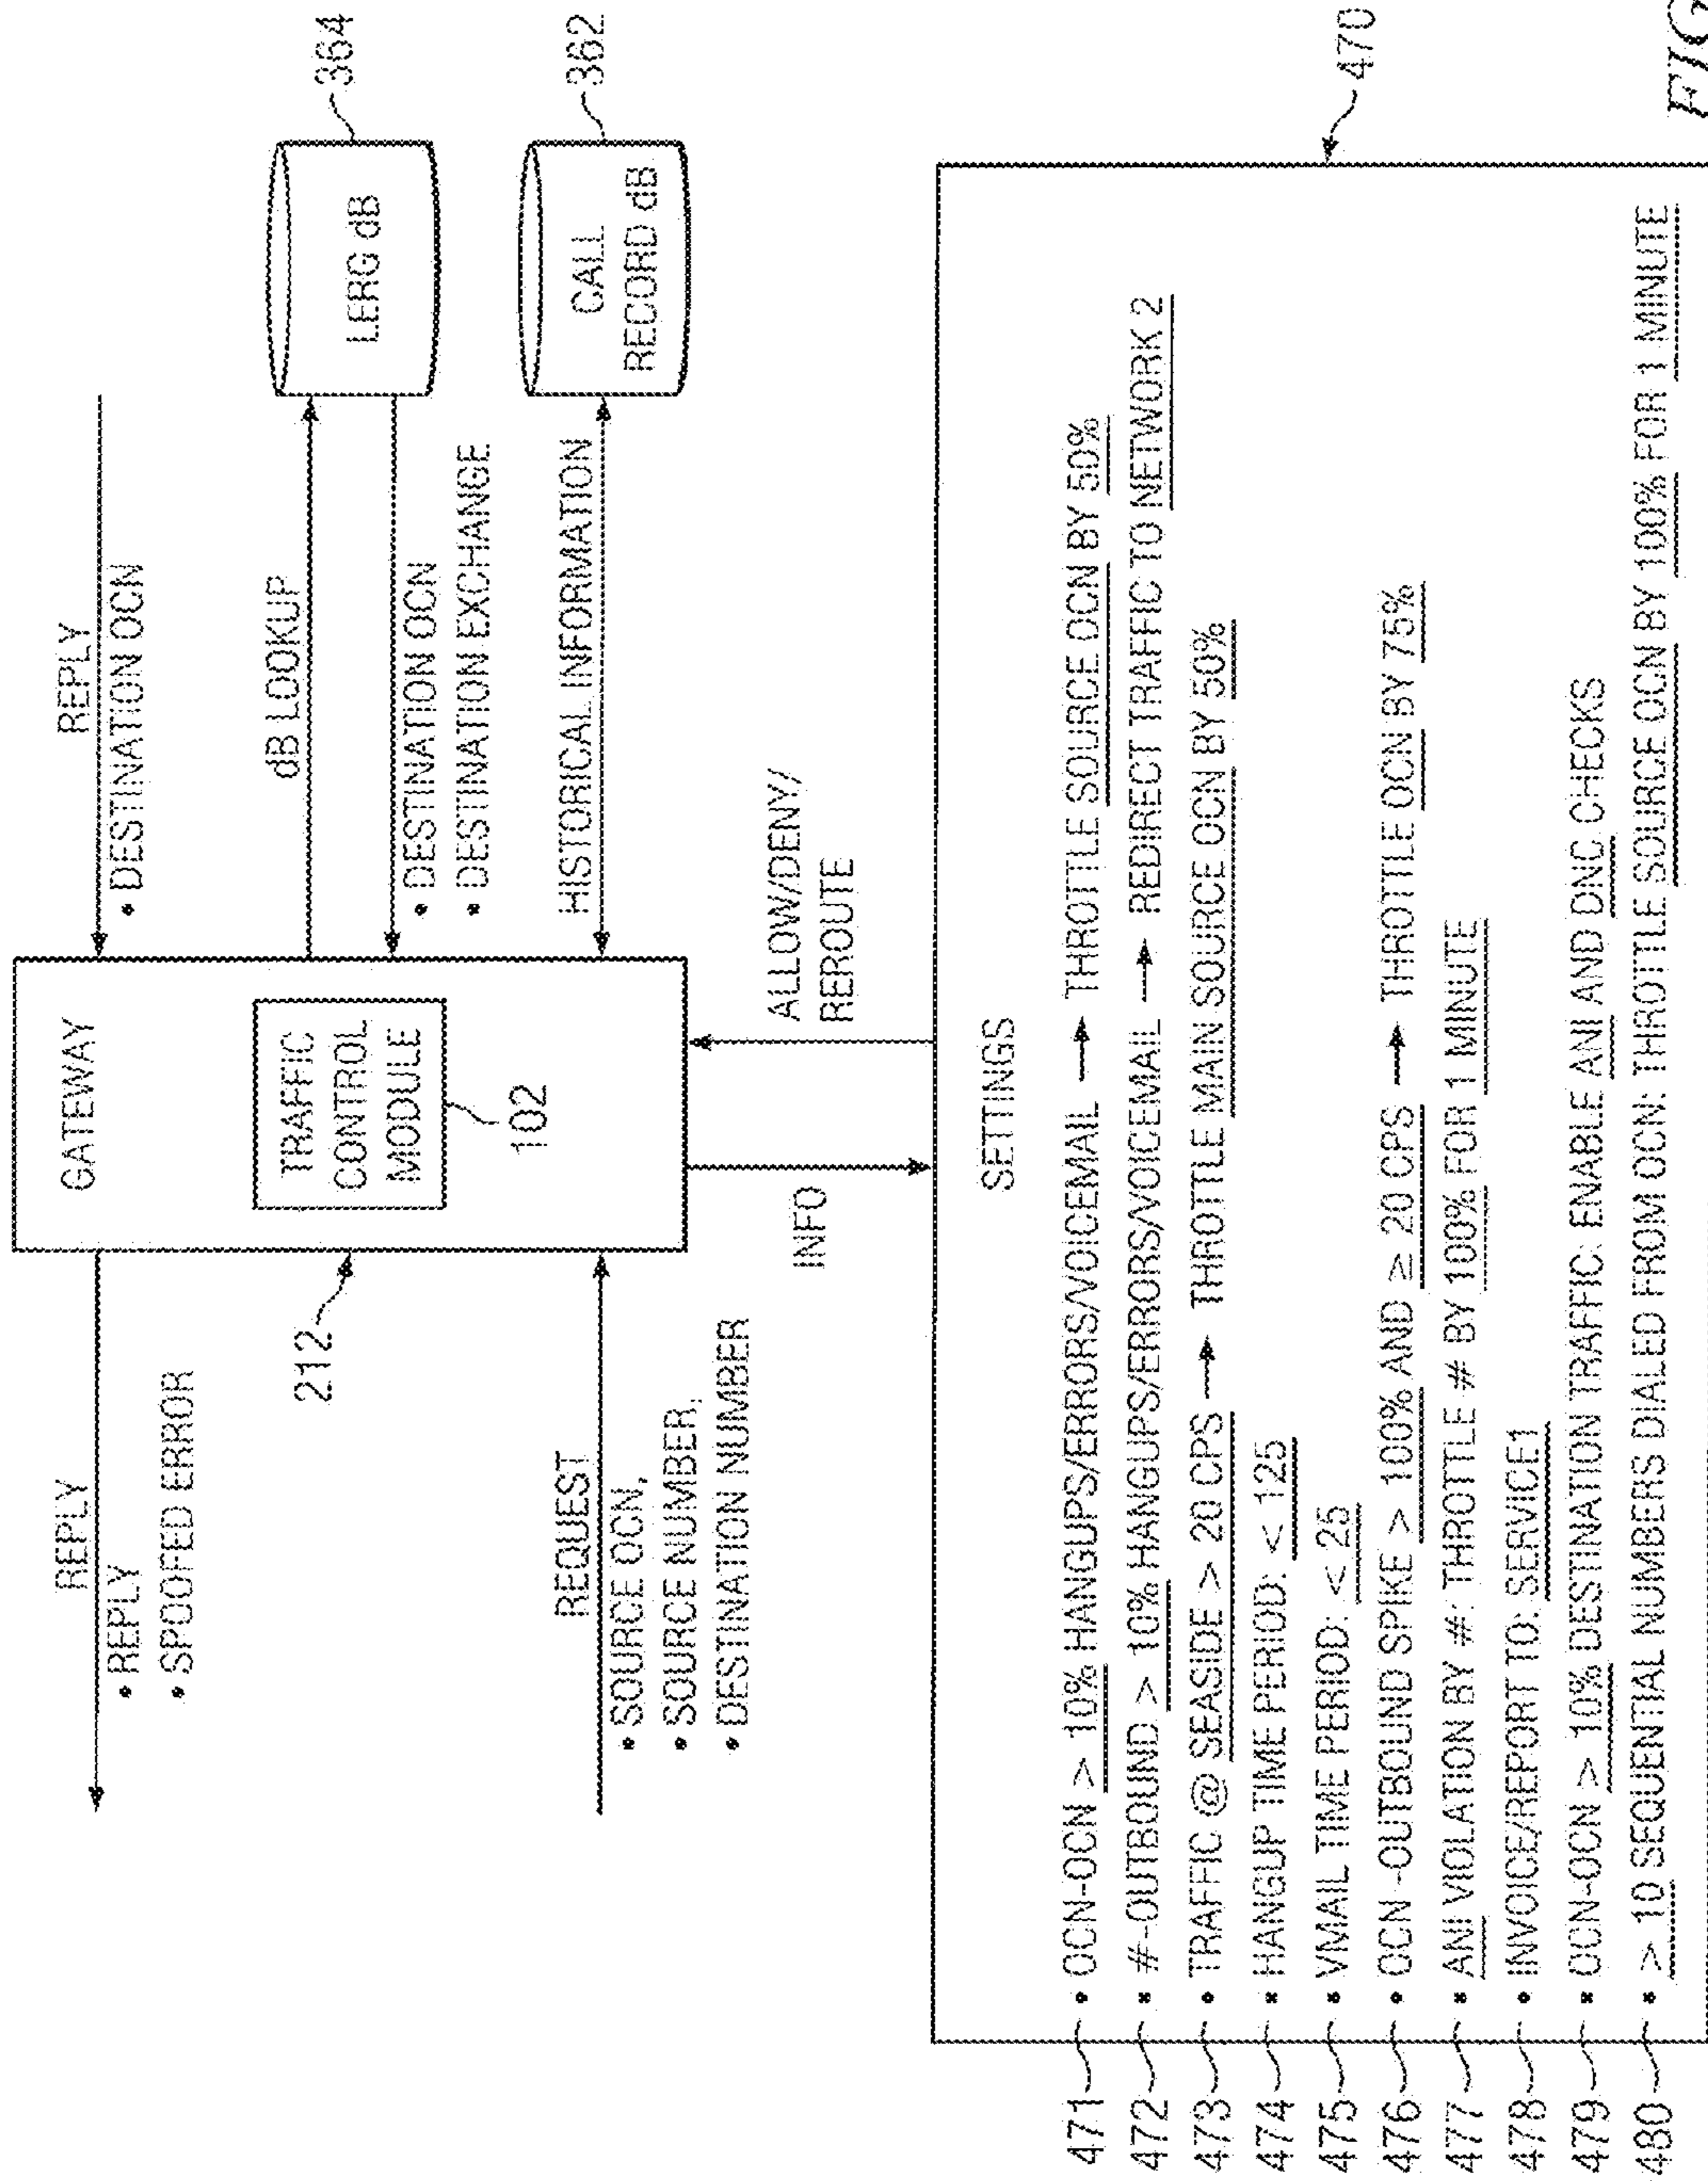 REPLY
• REPLY
• SPOOFED ERROR
212
REQUEST
• SOURCE OCN,
• SOURCE NUMBER,
• DESTINATION NUMBER
GATEWAY
TRAFFIC
CONTROL
MODULE
102
REPLY
• DESTINATION OCN
dB LOOKUP
• DESTINATION OCN
• DESTINATION EXCHANGE
HISTORICAL INFORMATION
LERG dB
364
CALL
RECORD dB
362
INFO
ALLOW/DENY/
REROUTE
470
SETTINGS
471 • OCN-OCN > 10% HANGUPS/ERRORS/VOICEMAIL → THROTTLE SOURCE OCN BY 50%
472 • #-OUTBOUND > 10% HANGUPS/ERRORS/VOICEMAIL → REDIRECT TRAFFIC TO NETWORK 2
473 • TRAFFIC @ SEASIDE > 20 CPS → THROTTLE MAIN SOURCE OCN BY 50%
474 • HANGUP TIME PERIOD: < 125
475 • VMAIL TIME PERIOD: < 25
476 • OCN-OUTBOUND SPIKE > 100% AND ≥ 20 CPS → THROTTLE OCN BY 75%
477 • ANI VIOLATION BY #: THROTTLE # BY 100% FOR 1 MINUTE
478 • INVOICE/REPORT TO: SERVICE1
479 • OCN-OCN > 10% DESTINATION TRAFFIC: ENABLE ANI AND DNC CHECKS
480 • > 10 SEQUENTIAL NUMBERS DIALED FROM OCN: THROTTLE SOURCE OCN BY 100% FOR 1 MINUTE